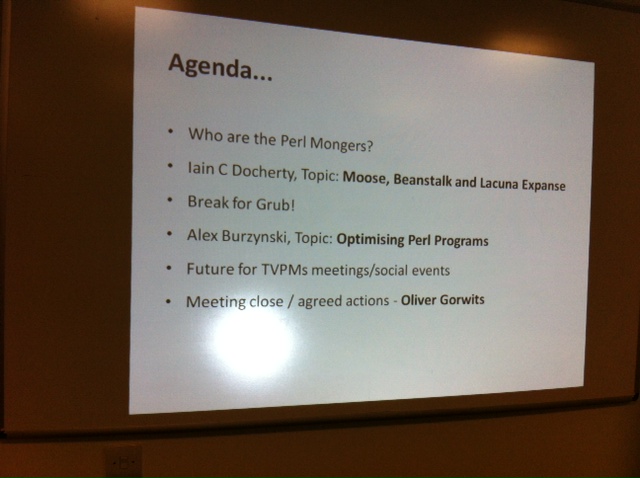 Agenda...
• Who are the Perl Mongers?
• Iain C Docherty, Topic: Moose, Beanstalk and Lacuna Expanse
• Break for Grub!
• Alex Burzynski, Topic: Optimising Perl Programs
• Future for TVPMs meetings/social events
• Meeting close / agreed actions - Oliver Gorwits